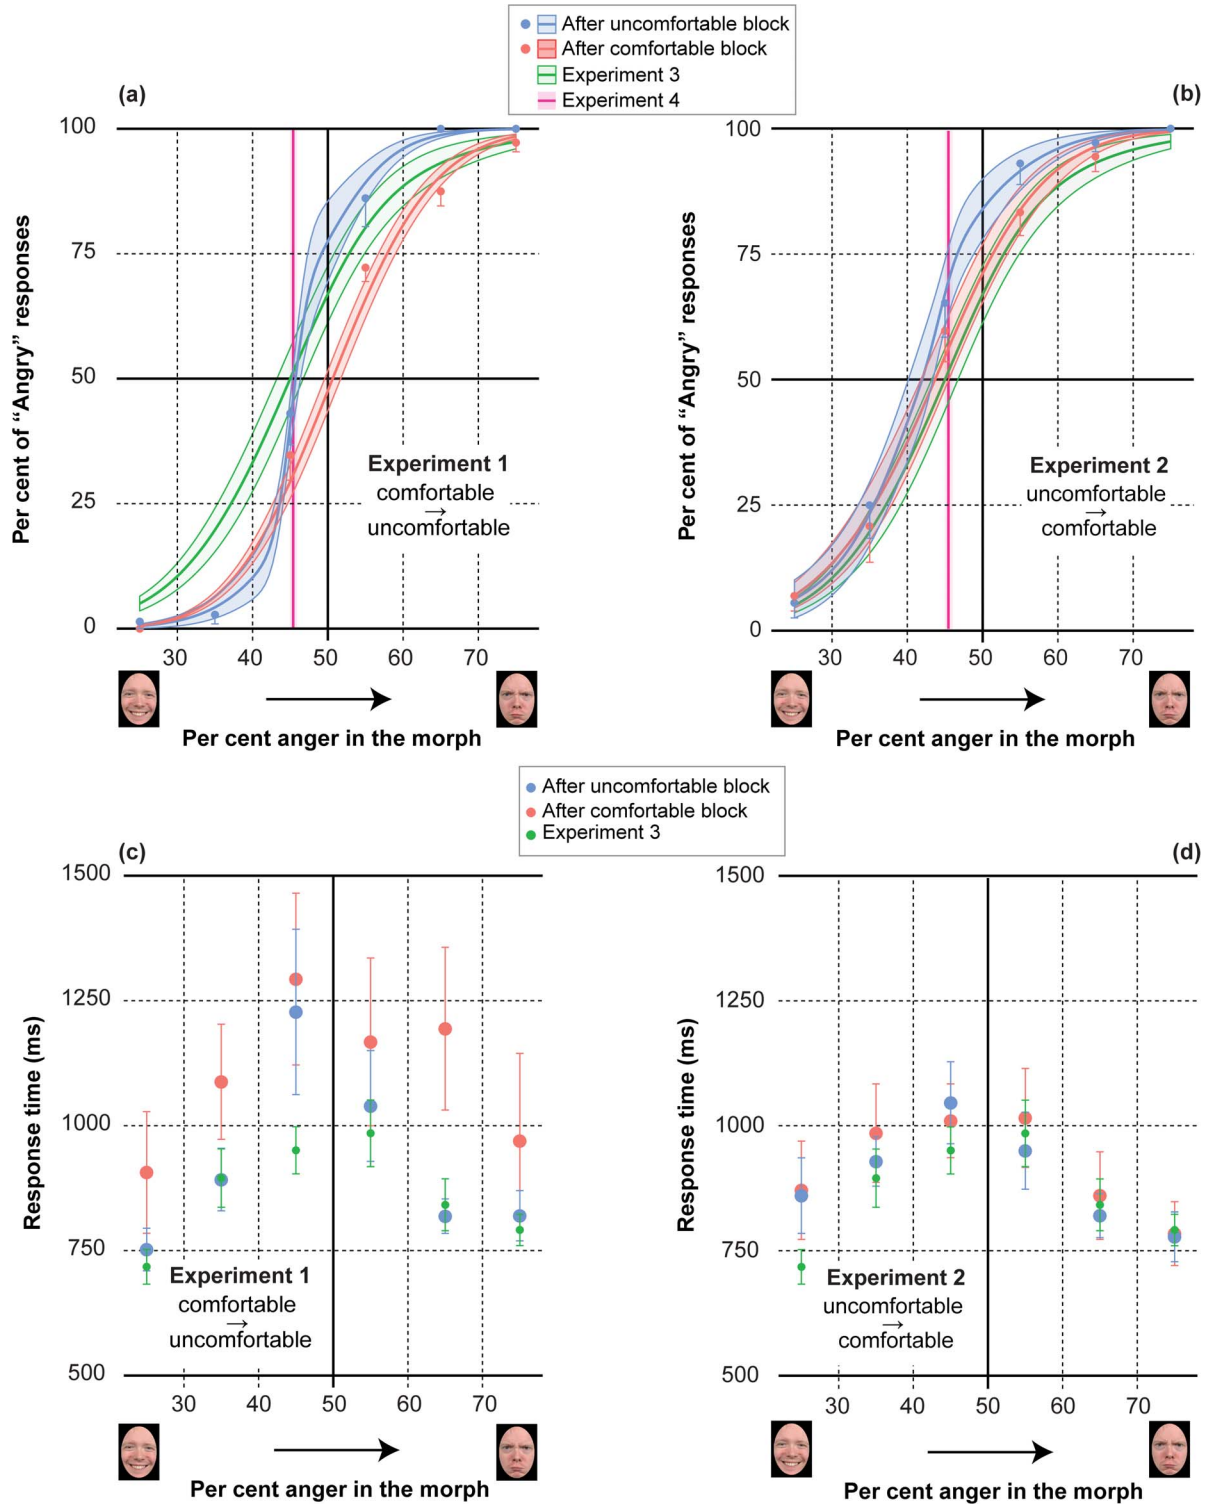 After uncomfortable block
After comfortable block
Experiment 3
Experiment 4
(a)
100
75
50
25
0
Per cent of “Angry” responses
Experiment 1
comfortable
→
uncomfortable
30 40 50 60 70
Per cent anger in the morph
(b)
100
75
50
25
0
Per cent of “Angry” responses
Experiment 2
uncomfortable
→
comfortable
30 40 50 60 70
Per cent anger in the morph
After uncomfortable block
After comfortable block
Experiment 3
(c)
1500
1250
1000
750
500
Response time (ms)
Experiment 1
comfortable
→
uncomfortable
30 40 50 60 70
Per cent anger in the morph
(d)
1500
1250
1000
750
500
Response time (ms)
Experiment 2
uncomfortable
→
comfortable
30 40 50 60 70
Per cent anger in the morph